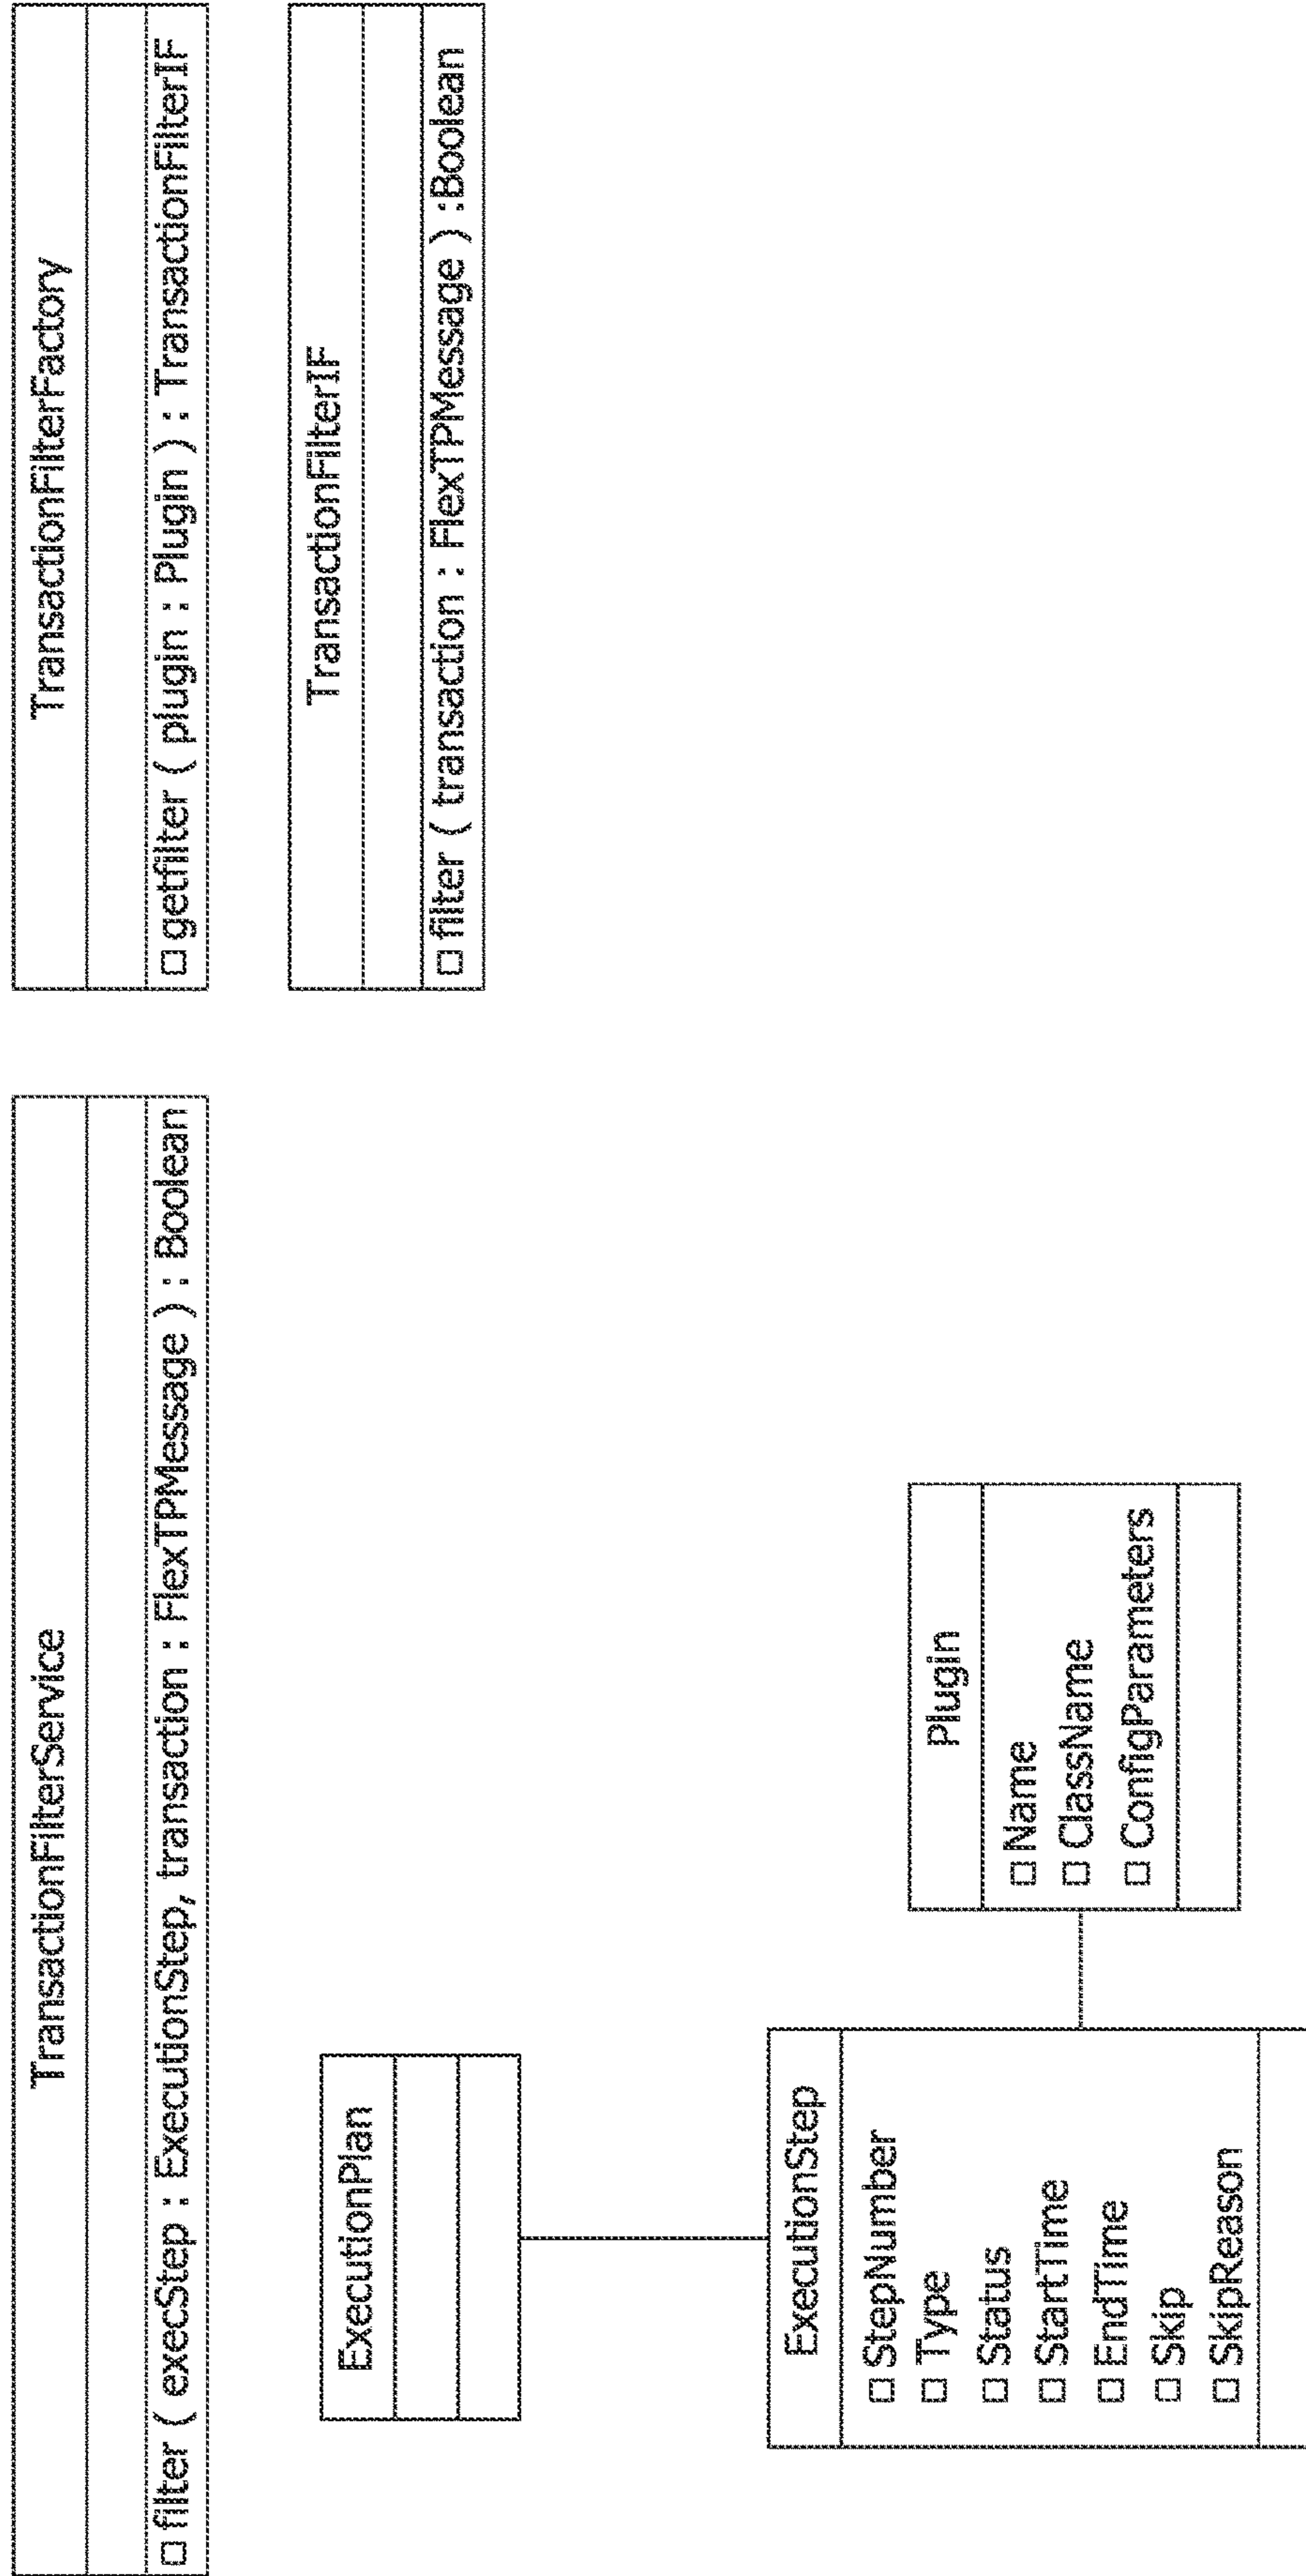 TransactionFilterService
filter ( execStep : ExecutionStep, transaction : FlexTPMessage ) : Boolean
TransactionFilterFactory
getfilter ( plugin : Plugin ) : TransactionFilterIF
TransactionFilterIF
filter ( transaction : FlexTPMessage ) :Boolean
ExecutionPlan
ExecutionStep
StepNumber
Type
Status
StartTime
EndTime
Skip
SkipReason
Plugin
Name
ClassName
ConfigParameters